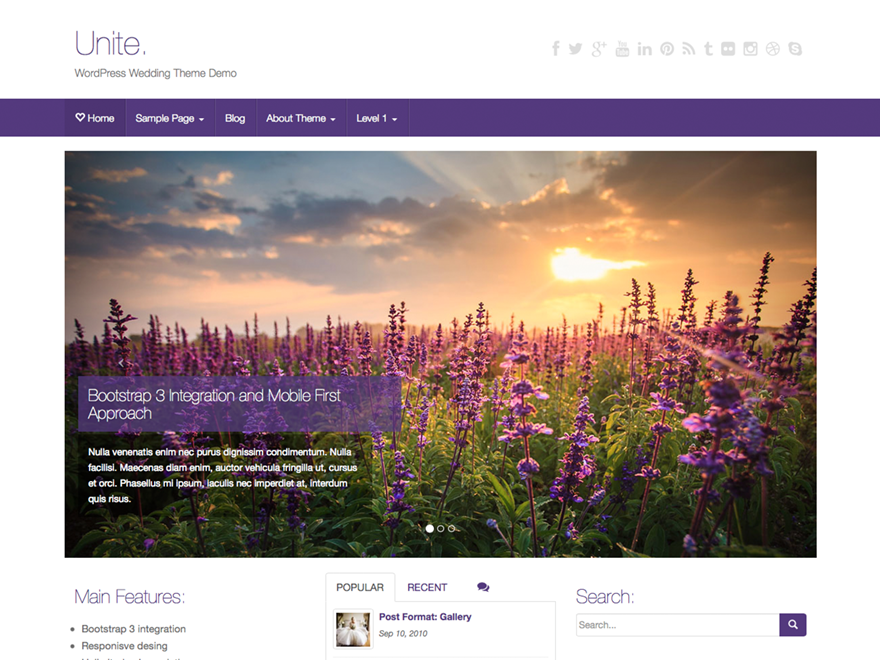 Unite.
WordPress Wedding Theme Demo
Home Sample Page Blog About Theme Level 1
Bootstrap 3 Integration and Mobile First
Approach
Nulla venenatis enim nec purus dignissim condimentum. Nulla
facilisi. Maecenas diam enim, auctor vehicula fringilla ut, cursus
et orci. Phasellus mi ipsum, iaculis nec imperdiet at, interdum
quis risus.
Main Features:
Bootstrap 3 integration
Responisve desing
POPULAR RECENT
Post Format: Gallery
Sep 10, 2010
Search:
Search...